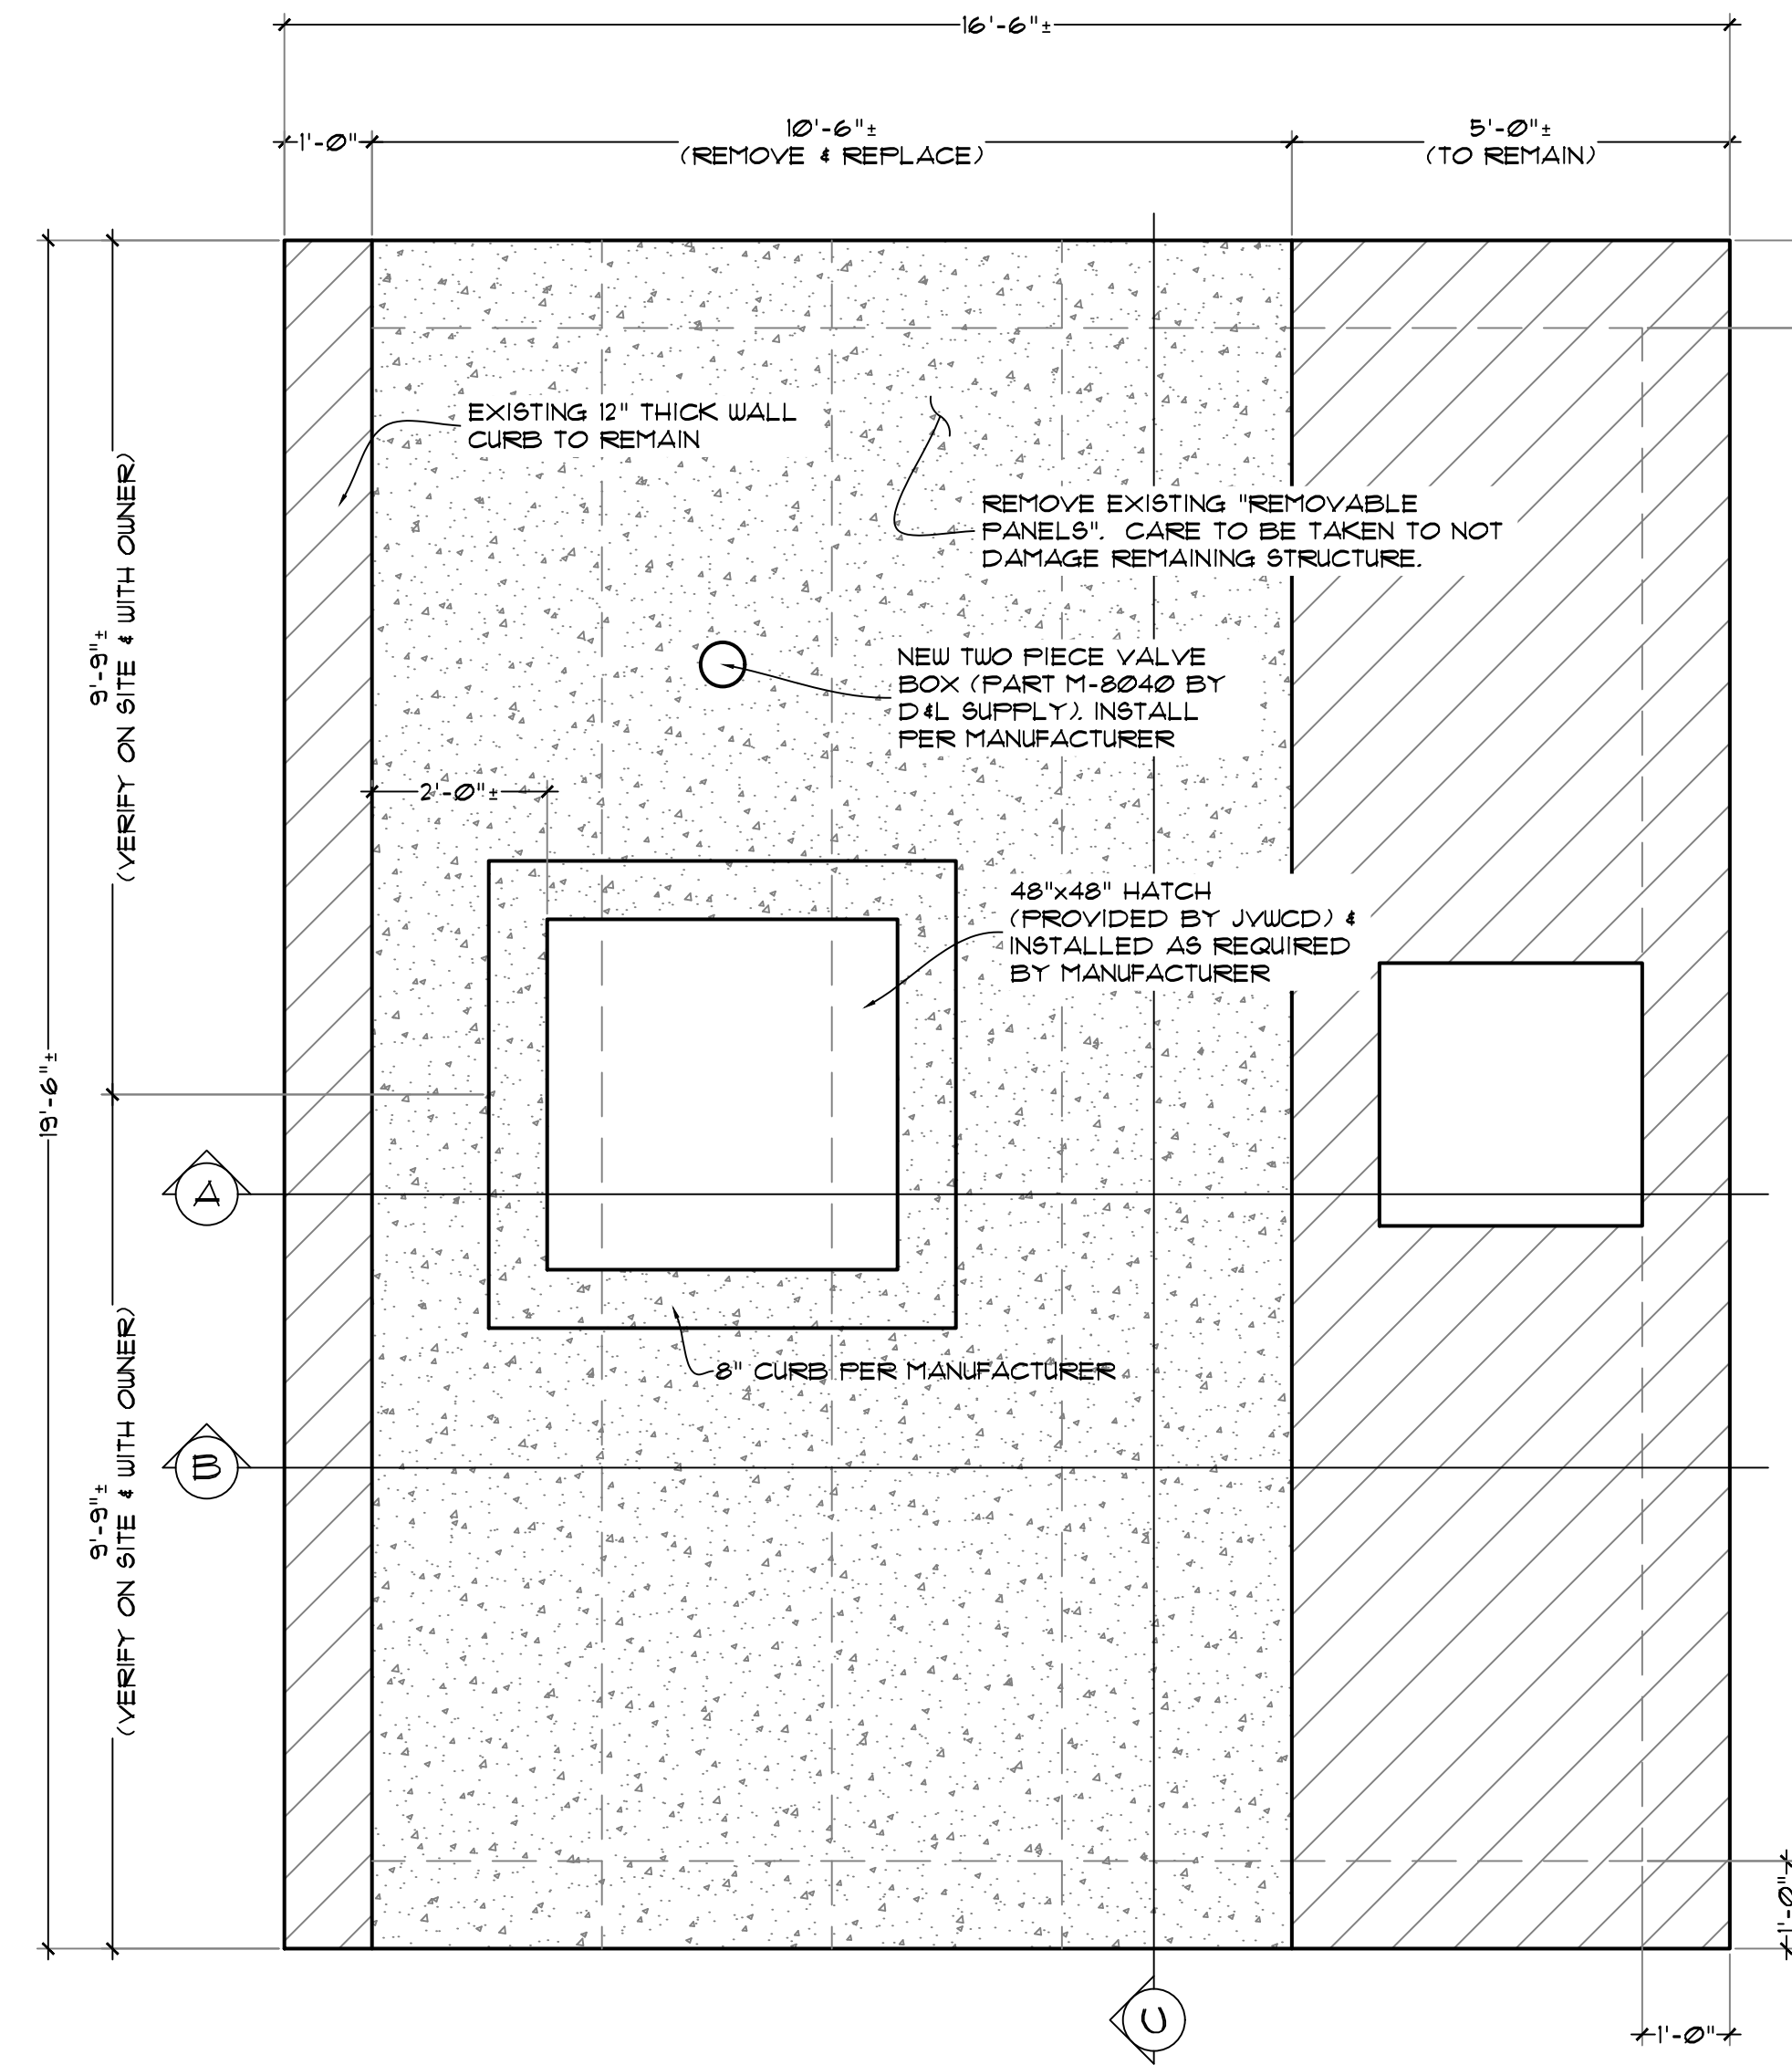 16'-6"±
1'-0"
10'-6"±
(REMOVE & REPLACE)
5'-0"±
(TO REMAIN)
EXISTING 12" THICK WALL
CURB TO REMAIN
REMOVE EXISTING "REMOVABLE
PANELS". CARE TO BE TAKEN TO NOT
DAMAGE REMAINING STRUCTURE.
9'-9"±
(VERIFY ON SITE & WITH OWNER)
NEW TWO PIECE VALVE
BOX (PART M-8040 BY
D&L SUPPLY). INSTALL
PER MANUFACTURER
2'-0"±
48"x48" HATCH
(PROVIDED BY JVWCD) &
INSTALLED AS REQUIRED
BY MANUFACTURER
19'-6"±
A
8" CURB PER MANUFACTURER
B
9'-9"±
(VERIFY ON SITE & WITH OWNER)
1'-0"
C
1'-0"